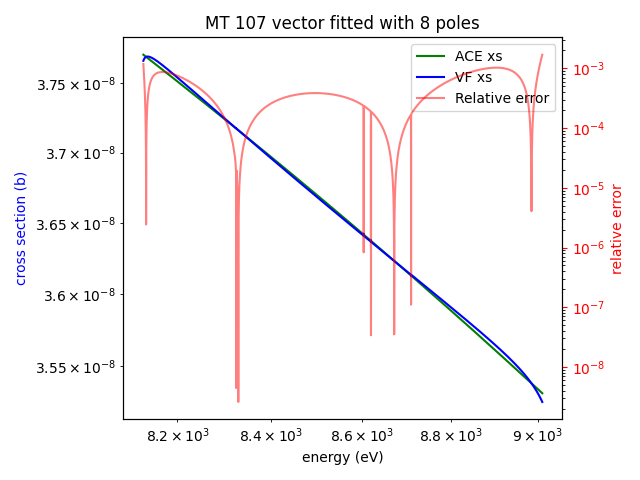 MT 107 vector fitted with 8 poles
ACE xs
VF xs
Relative error
cross section (b)
3.75 × 10⁻⁸
3.7 × 10⁻⁸
3.65 × 10⁻⁸
3.6 × 10⁻⁸
3.55 × 10⁻⁸
relative error
10⁻³
10⁻⁴
10⁻⁵
10⁻⁶
10⁻⁷
10⁻⁸
8.2 × 10³ 8.4 × 10³ 8.6 × 10³ 8.8 × 10³ 9 × 10³
energy (eV)